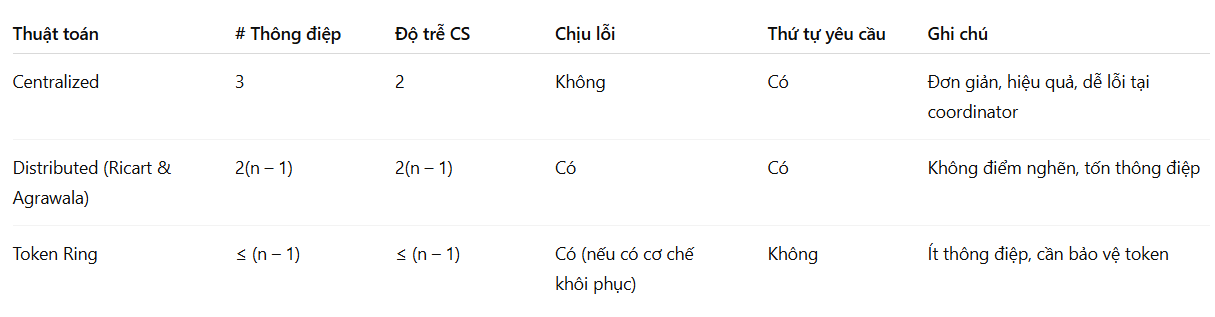 Thuật toán # Thông điệp Độ trễ CS Chịu lỗi Thứ tự yêu cầu Ghi chú
Centralized 3 2 Không Có Đơn giản, hiệu quả, dễ lỗi tại
coordinator
Distributed (Ricart & 2(n – 1) 2(n – 1) Có Có Không điểm nghẽn, tốn thông điệp
Agrawala)
Token Ring ≤ (n – 1) ≤ (n – 1) Có (nếu có cơ chế Không Ít thông điệp, cần bảo vệ token
khôi phục)